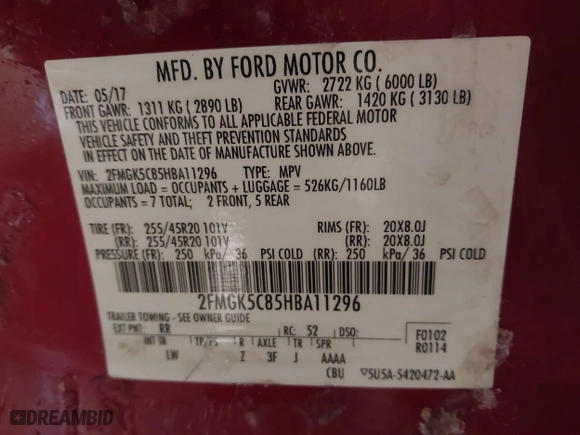 MFD. BY FORD MOTOR CO.
DATE: 05/17 GVWR: 2722 KG (6000 LB)
FRONT GAWR: 1311 KG (2890 LB) REAR GAWR: 1420 KG (3130 LB)
THIS VEHICLE CONFORMS TO ALL APPLICABLE FEDERAL MOTOR
VEHICLE SAFETY AND THEFT PREVENTION STANDARDS
IN EFFECT ON THE DATE OF MANUFACTURE SHOWN ABOVE.
VIN: 2FMGK5C85HBA11296 TYPE: MPV
MAXIMUM LOAD = OCCUPANTS + LUGGAGE = 526KG/1160LB
OCCUPANTS = 7 TOTAL; 2 FRONT, 5 REAR
TIRE (FR): 255/45R20 101V RIMS (FR): 20X8.0J
(RR): 255/45R20 101V (RR): 20X8.0J
PRESSURE (FR): 250 kPa/ 36 PSI COLD (RR): 250 kPa/ 36 PSI COLD
2FMGK5C85HBA11296
TRAILER TOWING - SEE OWNER GUIDE
EXT PNT: RR RC: 52 DSO: F0102
INT TR TP/PS R AXLE TR SPR R0114
LW Z 3F J AAAA
CBU 5U5A-5420472-AA
DREAMBID